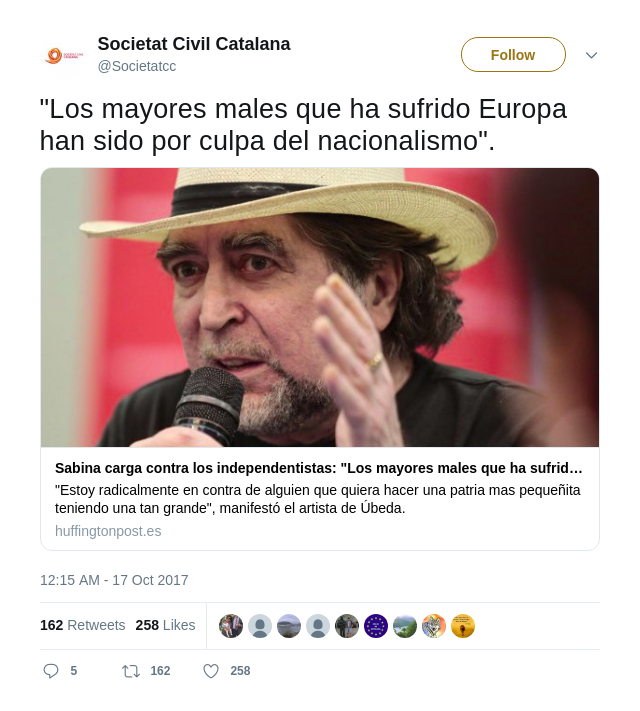 Societat Civil Catalana
@Societatcc
Follow
"Los mayores males que ha sufrido Europa
han sido por culpa del nacionalismo".
Sabina carga contra los independentistas: "Los mayores males que ha sufrid…
"Estoy radicalmente en contra de alguien que quiera hacer una patria mas pequeñita
teniendo una tan grande", manifestó el artista de Úbeda.
huffingtonpost.es
12:15 AM - 17 Oct 2017
162 Retweets 258 Likes
5 162 258